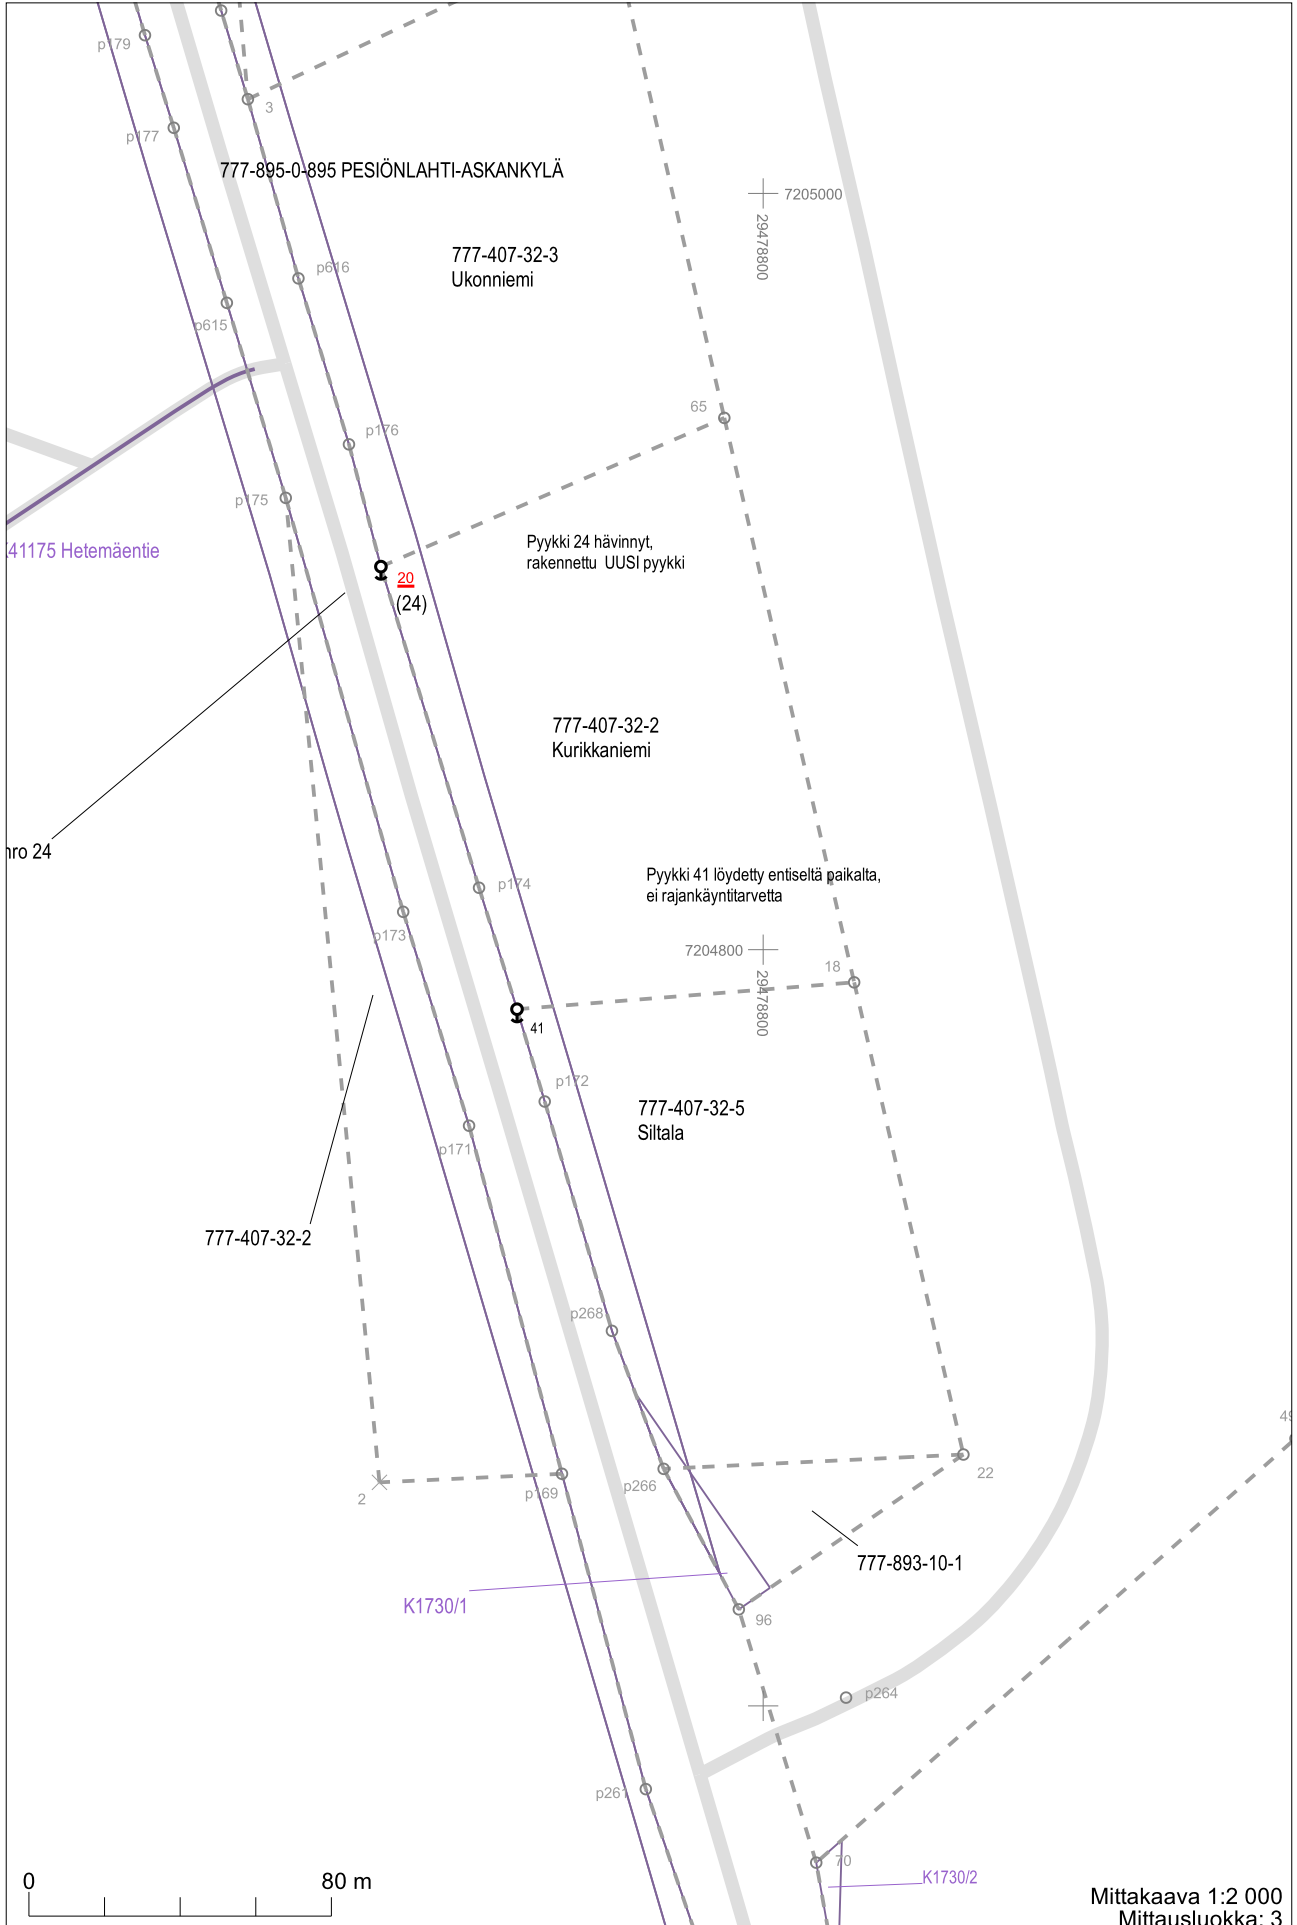 p179
3
p177
777-895-0-895 PESIÖNLAHTI-ASKANKYLÄ
7205000
29478800
777-407-32-3
Ukonniemi
p616
p615
65
p176
p175
41175 Hetemäentie
Pyykki 24 hävinnyt,
rakennettu UUSI pyykki
20
(24)
777-407-32-2
Kurikkaniemi
nro 24
Pyykki 41 löydetty entiseltä paikalta,
ei rajankäyntitarvetta
p174
p173
7204800
29478800
18
41
p172
777-407-32-5
Siltala
p171
777-407-32-2
p268
49
22
p266
2
p169
777-893-10-1
K1730/1
96
p264
p261
70
K1730/2
0
80 m
Mittakaava 1:2 000
Mittausluokka: 3